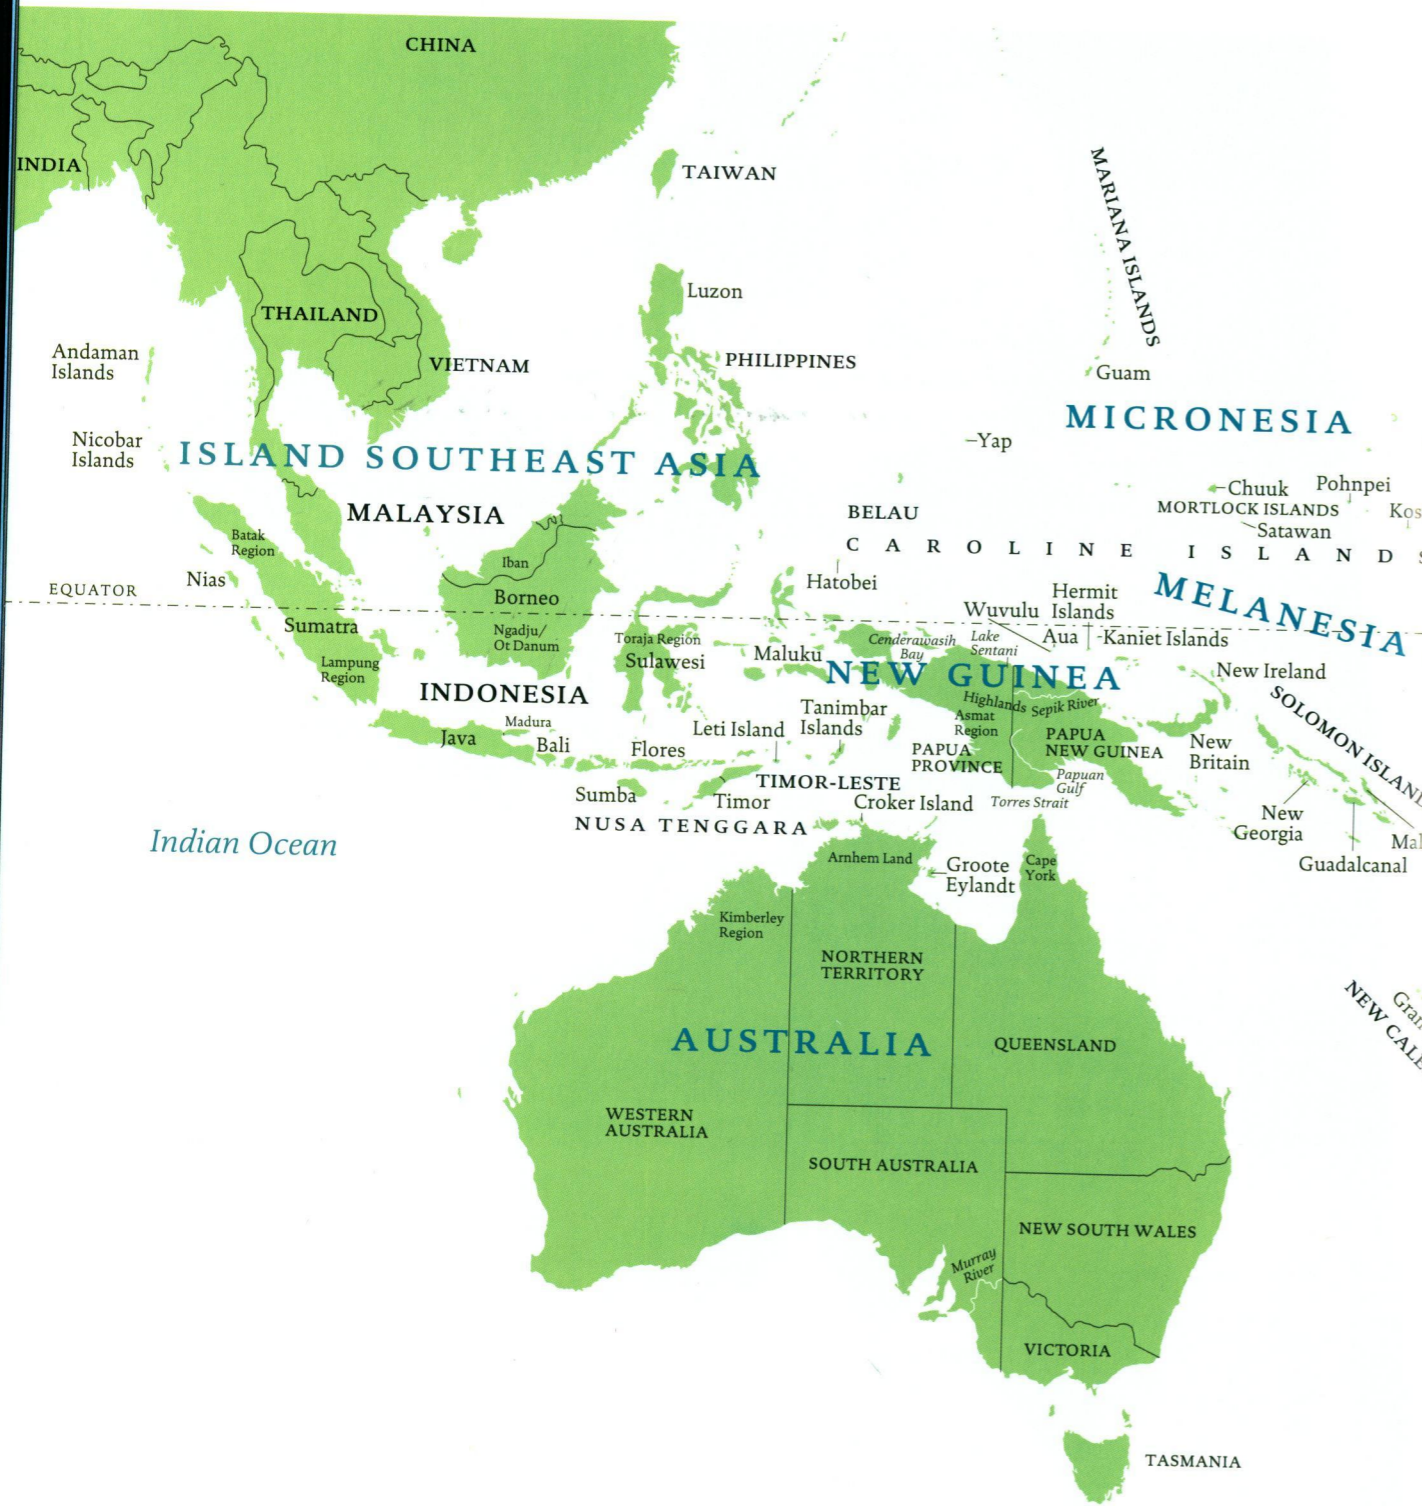 CHINA
INDIA
TAIWAN
MARIANA ISLANDS
Luzon
THAILAND
Andaman
Islands
VIETNAM
PHILIPPINES
Guam
MICRONESIA
Nicobar
Islands
ISLAND SOUTHEAST ASIA
Yap
Chuuk
Pohnpei
MALAYSIA
BELAU
MORTLOCK ISLANDS
Kos
Satawan
Batak
Region
CAROLINE ISLANDS
Iban
Nias
Hatobei
Hermit
Islands
MELANESIA
EQUATOR
Borneo
Wuvulu
Sumatra
Ngadju/
Ot Danum
Toraja Region
Sulawesi
Maluku
Cenderawasih
Bay
Lake
Sentani
Aua
Kaniet Islands
Lampung
Region
NEW GUINEA
New Ireland
INDONESIA
Highlands
Sepik River
SOLOMON ISLAND
Madura
Java
Bali
Flores
Leti Island
Tanimbar
Islands
Asmat
Region
PAPUA
PROVINCE
PAPUA
NEW GUINEA
New
Britain
Sumba
Timor
TIMOR-LESTE
Papuan
Gulf
NUSA TENGGARA
Croker Island
Torres Strait
New
Georgia
Mal
Guadalcanal
Indian Ocean
Arnhem Land
Groote
Eylandt
Cape
York
Kimberley
Region
NORTHERN
TERRITORY
Gran
NEW CALE
AUSTRALIA
QUEENSLAND
WESTERN
AUSTRALIA
SOUTH AUSTRALIA
NEW SOUTH WALES
Murray
River
VICTORIA
TASMANIA